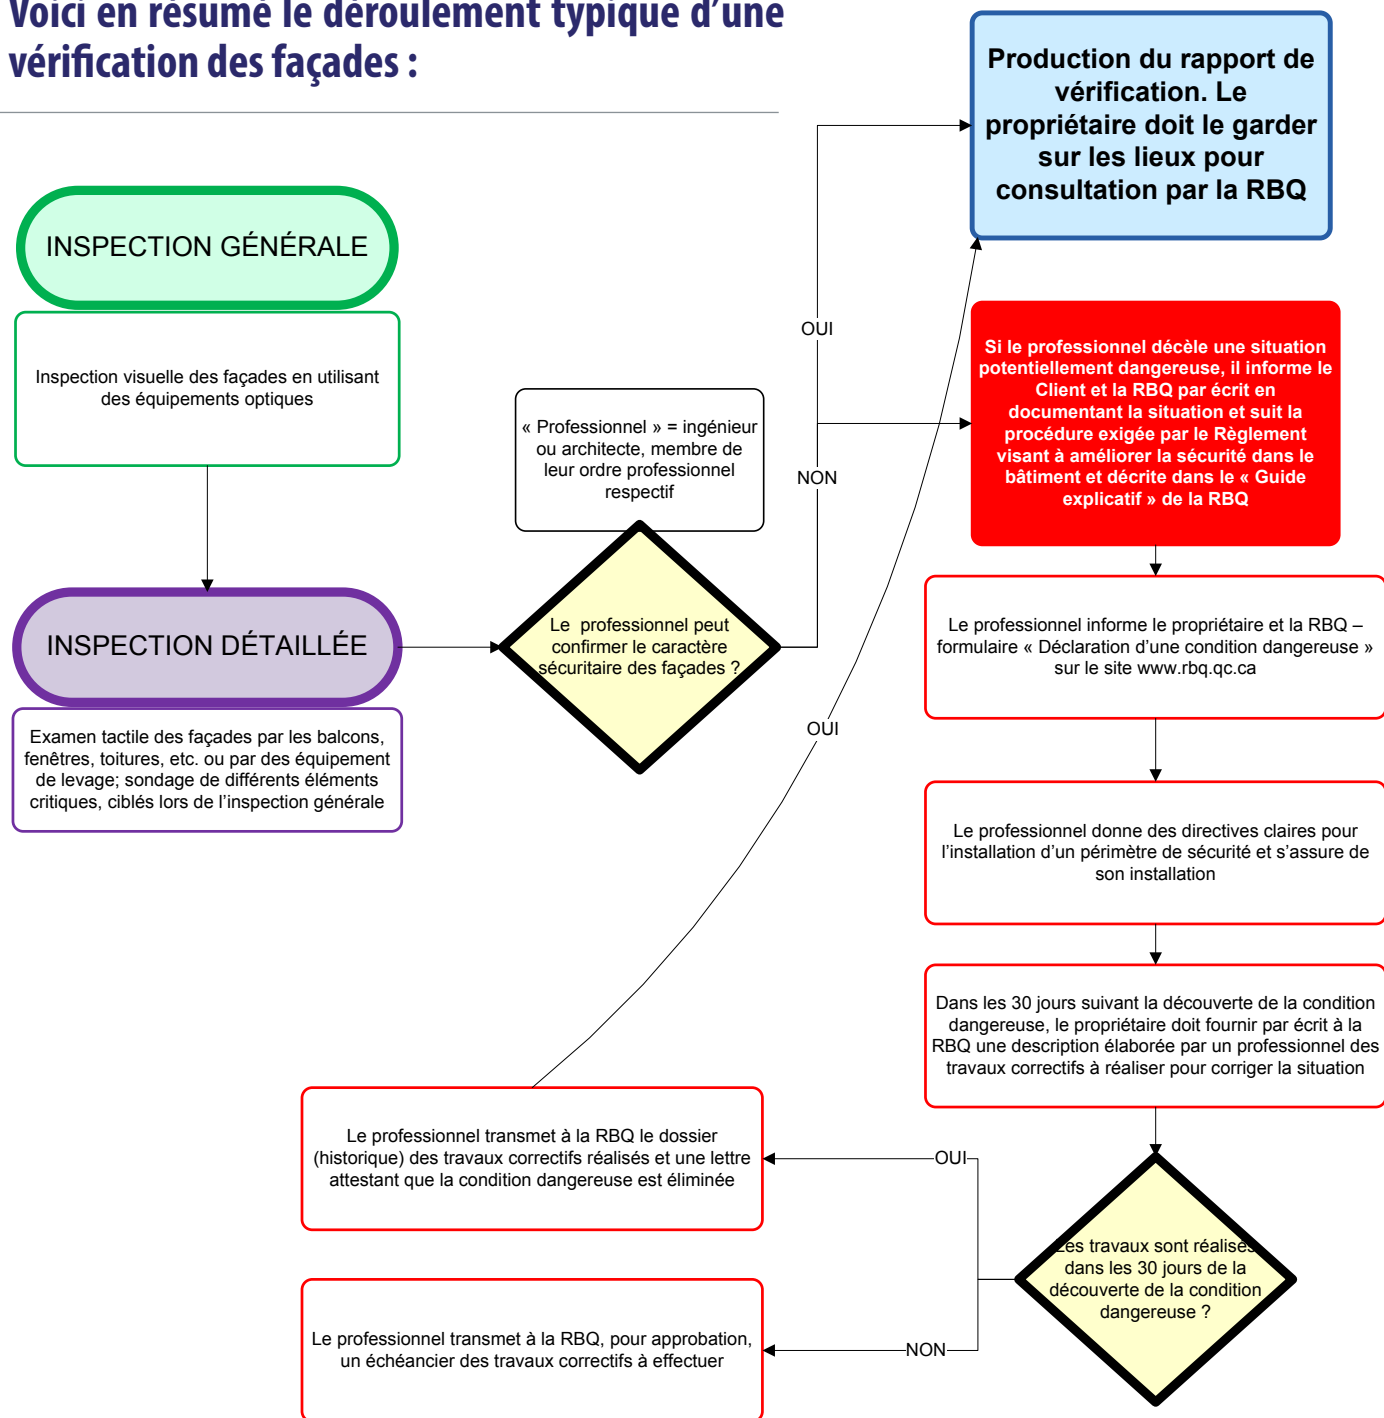 Voici en résumé le déroulement typique d'une
vérification des façades :
INSPECTION GÉNÉRALE
Inspection visuelle des façades en utilisant
des équipements optiques
INSPECTION DÉTAILLÉE
Examen tactile des façades par les balcons,
fenêtres, toitures, etc. ou par des équipement
de levage; sondage de différents éléments
critiques, ciblés lors de l'inspection générale
« Professionnel » = ingénieur
ou architecte, membre de
leur ordre professionnel
respectif
Le professionnel peut
confirmer le caractère
sécuritaire des façades ?
OUI
NON
Production du rapport de
vérification. Le
propriétaire doit le garder
sur les lieux pour
consultation par la RBQ
Si le professionnel décèle une situation
potentiellement dangereuse, il informe le
Client et la RBQ par écrit en
documentant la situation et suit la
procédure exigée par le Règlement
visant à améliorer la sécurité dans le
bâtiment et décrite dans le « Guide
explicatif » de la RBQ
Le professionnel informe le propriétaire et la RBQ –
formulaire « Déclaration d'une condition dangereuse »
sur le site www.rbq.qc.ca
Le professionnel donne des directives claires pour
l'installation d'un périmètre de sécurité et s'assure de
son installation
Dans les 30 jours suivant la découverte de la condition
dangereuse, le propriétaire doit fournir par écrit à la
RBQ une description élaborée par un professionnel des
travaux correctifs à réaliser pour corriger la situation
Les travaux sont réalisés
dans les 30 jours de la
découverte de la condition
dangereuse ?
OUI
NON
Le professionnel transmet à la RBQ le dossier
(historique) des travaux correctifs réalisés et une lettre
attestant que la condition dangereuse est éliminée
OUI
Le professionnel transmet à la RBQ, pour approbation,
un échéancier des travaux correctifs à effectuer